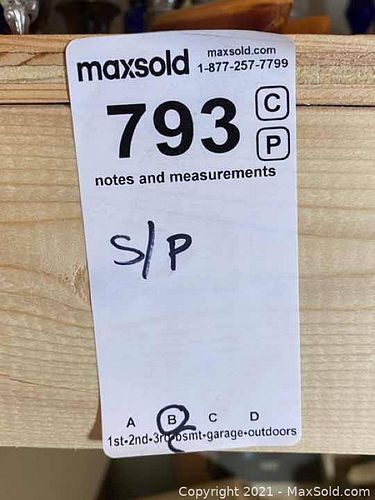 maxsold
maxsold.com
1-877-257-7799
793
C
P
notes and measurements
S/P
A B C D
1st-2nd-3rd-bsmt-garage-outdoors
Copyright 2021 - MaxSold.com